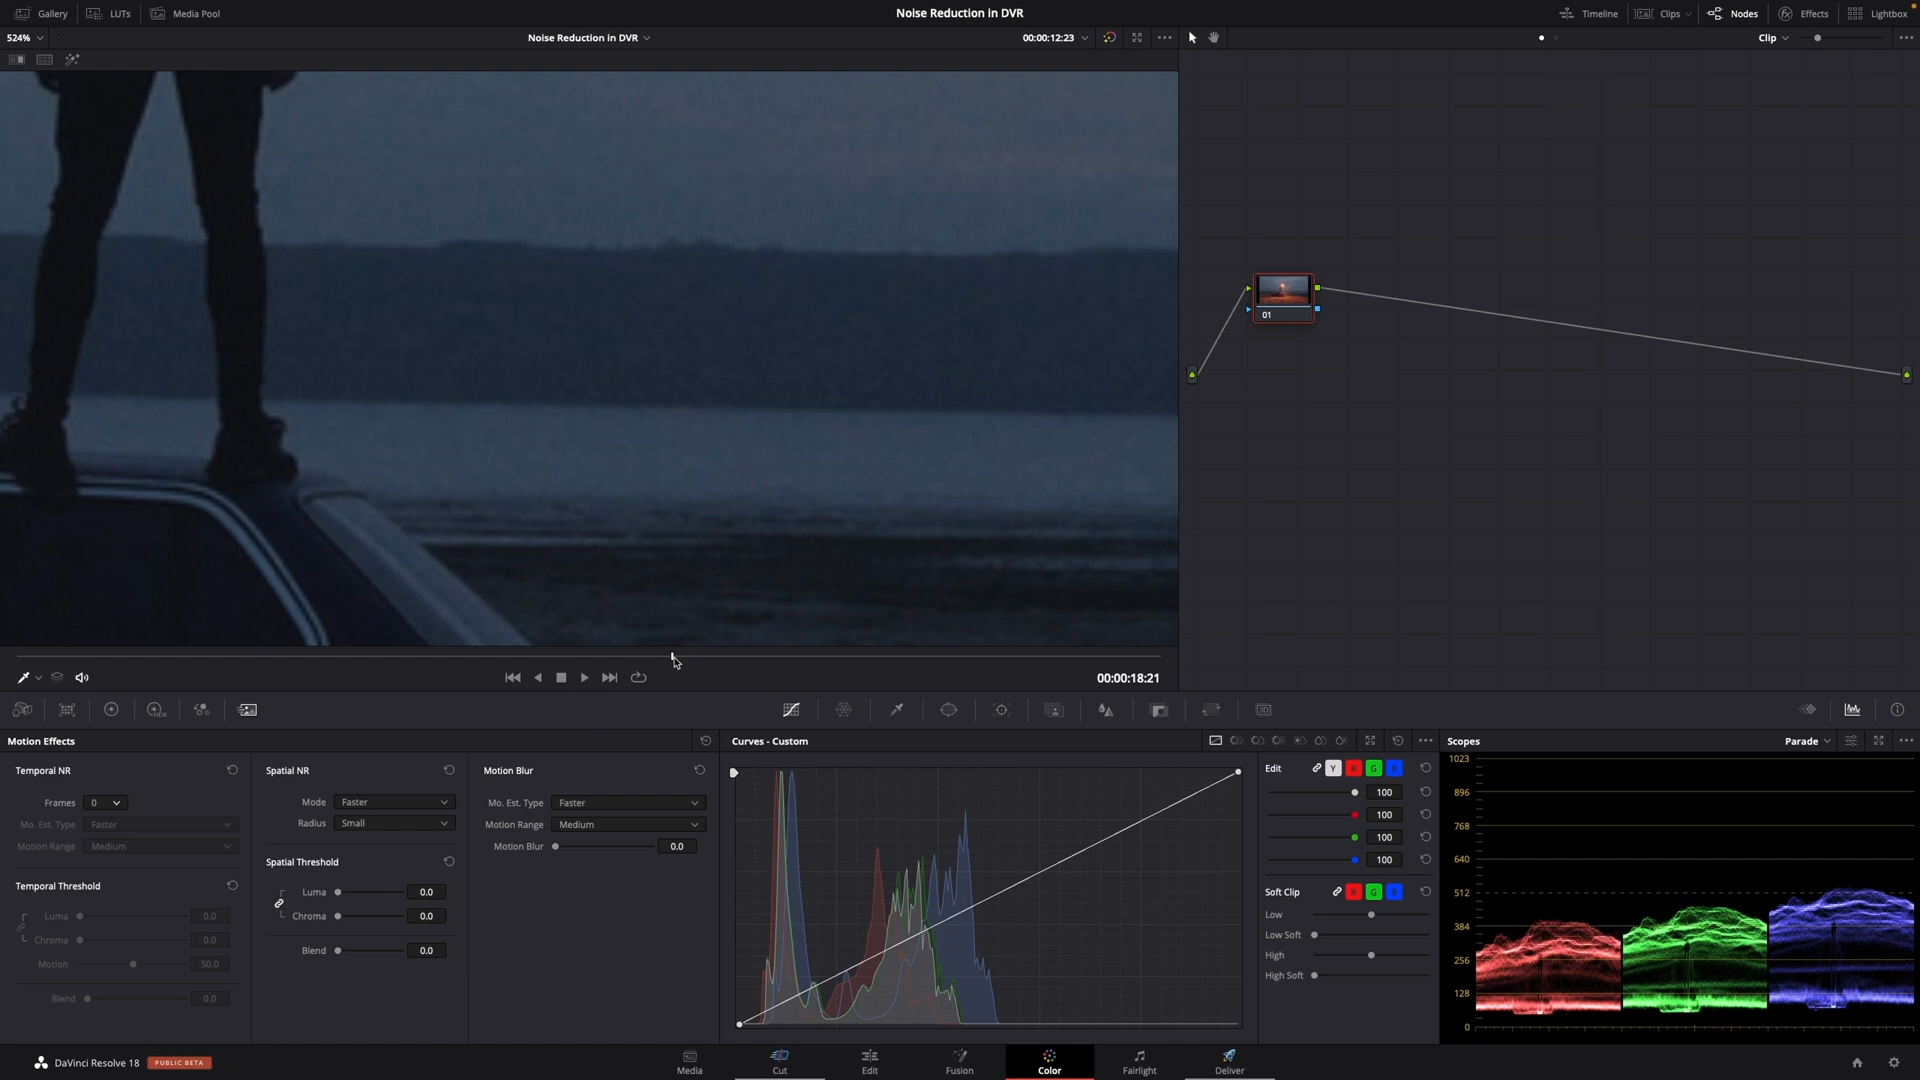 Gallery LUTs Media Pool Noise Reduction in DVR Timeline Clips Nodes Effects Lightbox
524% Noise Reduction in DVR 00:00:12:23 Clip
01
00:00:18:21
Motion Effects Curves - Custom Scopes Parade
Temporal NR Spatial NR Motion Blur
Frames 0 Mode Faster Mo. Est. Type Faster
Mo. Est. Type Faster Radius Small Motion Range Medium
Motion Range Medium Motion Blur 0.0
Temporal Threshold Spatial Threshold
Luma 0.0 Luma 0.0
Chroma 0.0 Chroma 0.0
Motion 50.0 Blend 0.0
Blend 0.0
Edit Y R G B
100
100
100
100
Soft Clip R G B
Low
Low Soft
High
High Soft
1023
896
768
640
512
384
256
128
0
HDR
3D
DaVinci Resolve 18 PUBLIC BETA Media Cut Edit Fusion Color Fairlight Deliver